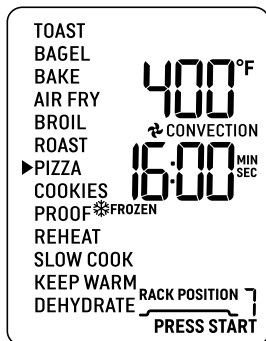 TOAST
BAGEL
BAKE
AIR FRY
BROIL
ROAST
PIZZA
COOKIES
PROOF
REHEAT
SLOW COOK
KEEP WARM
DEHYDRATE
400°F
CONVECTION
16:00 MIN SEC
FROZEN
RACK POSITION 7
PRESS START